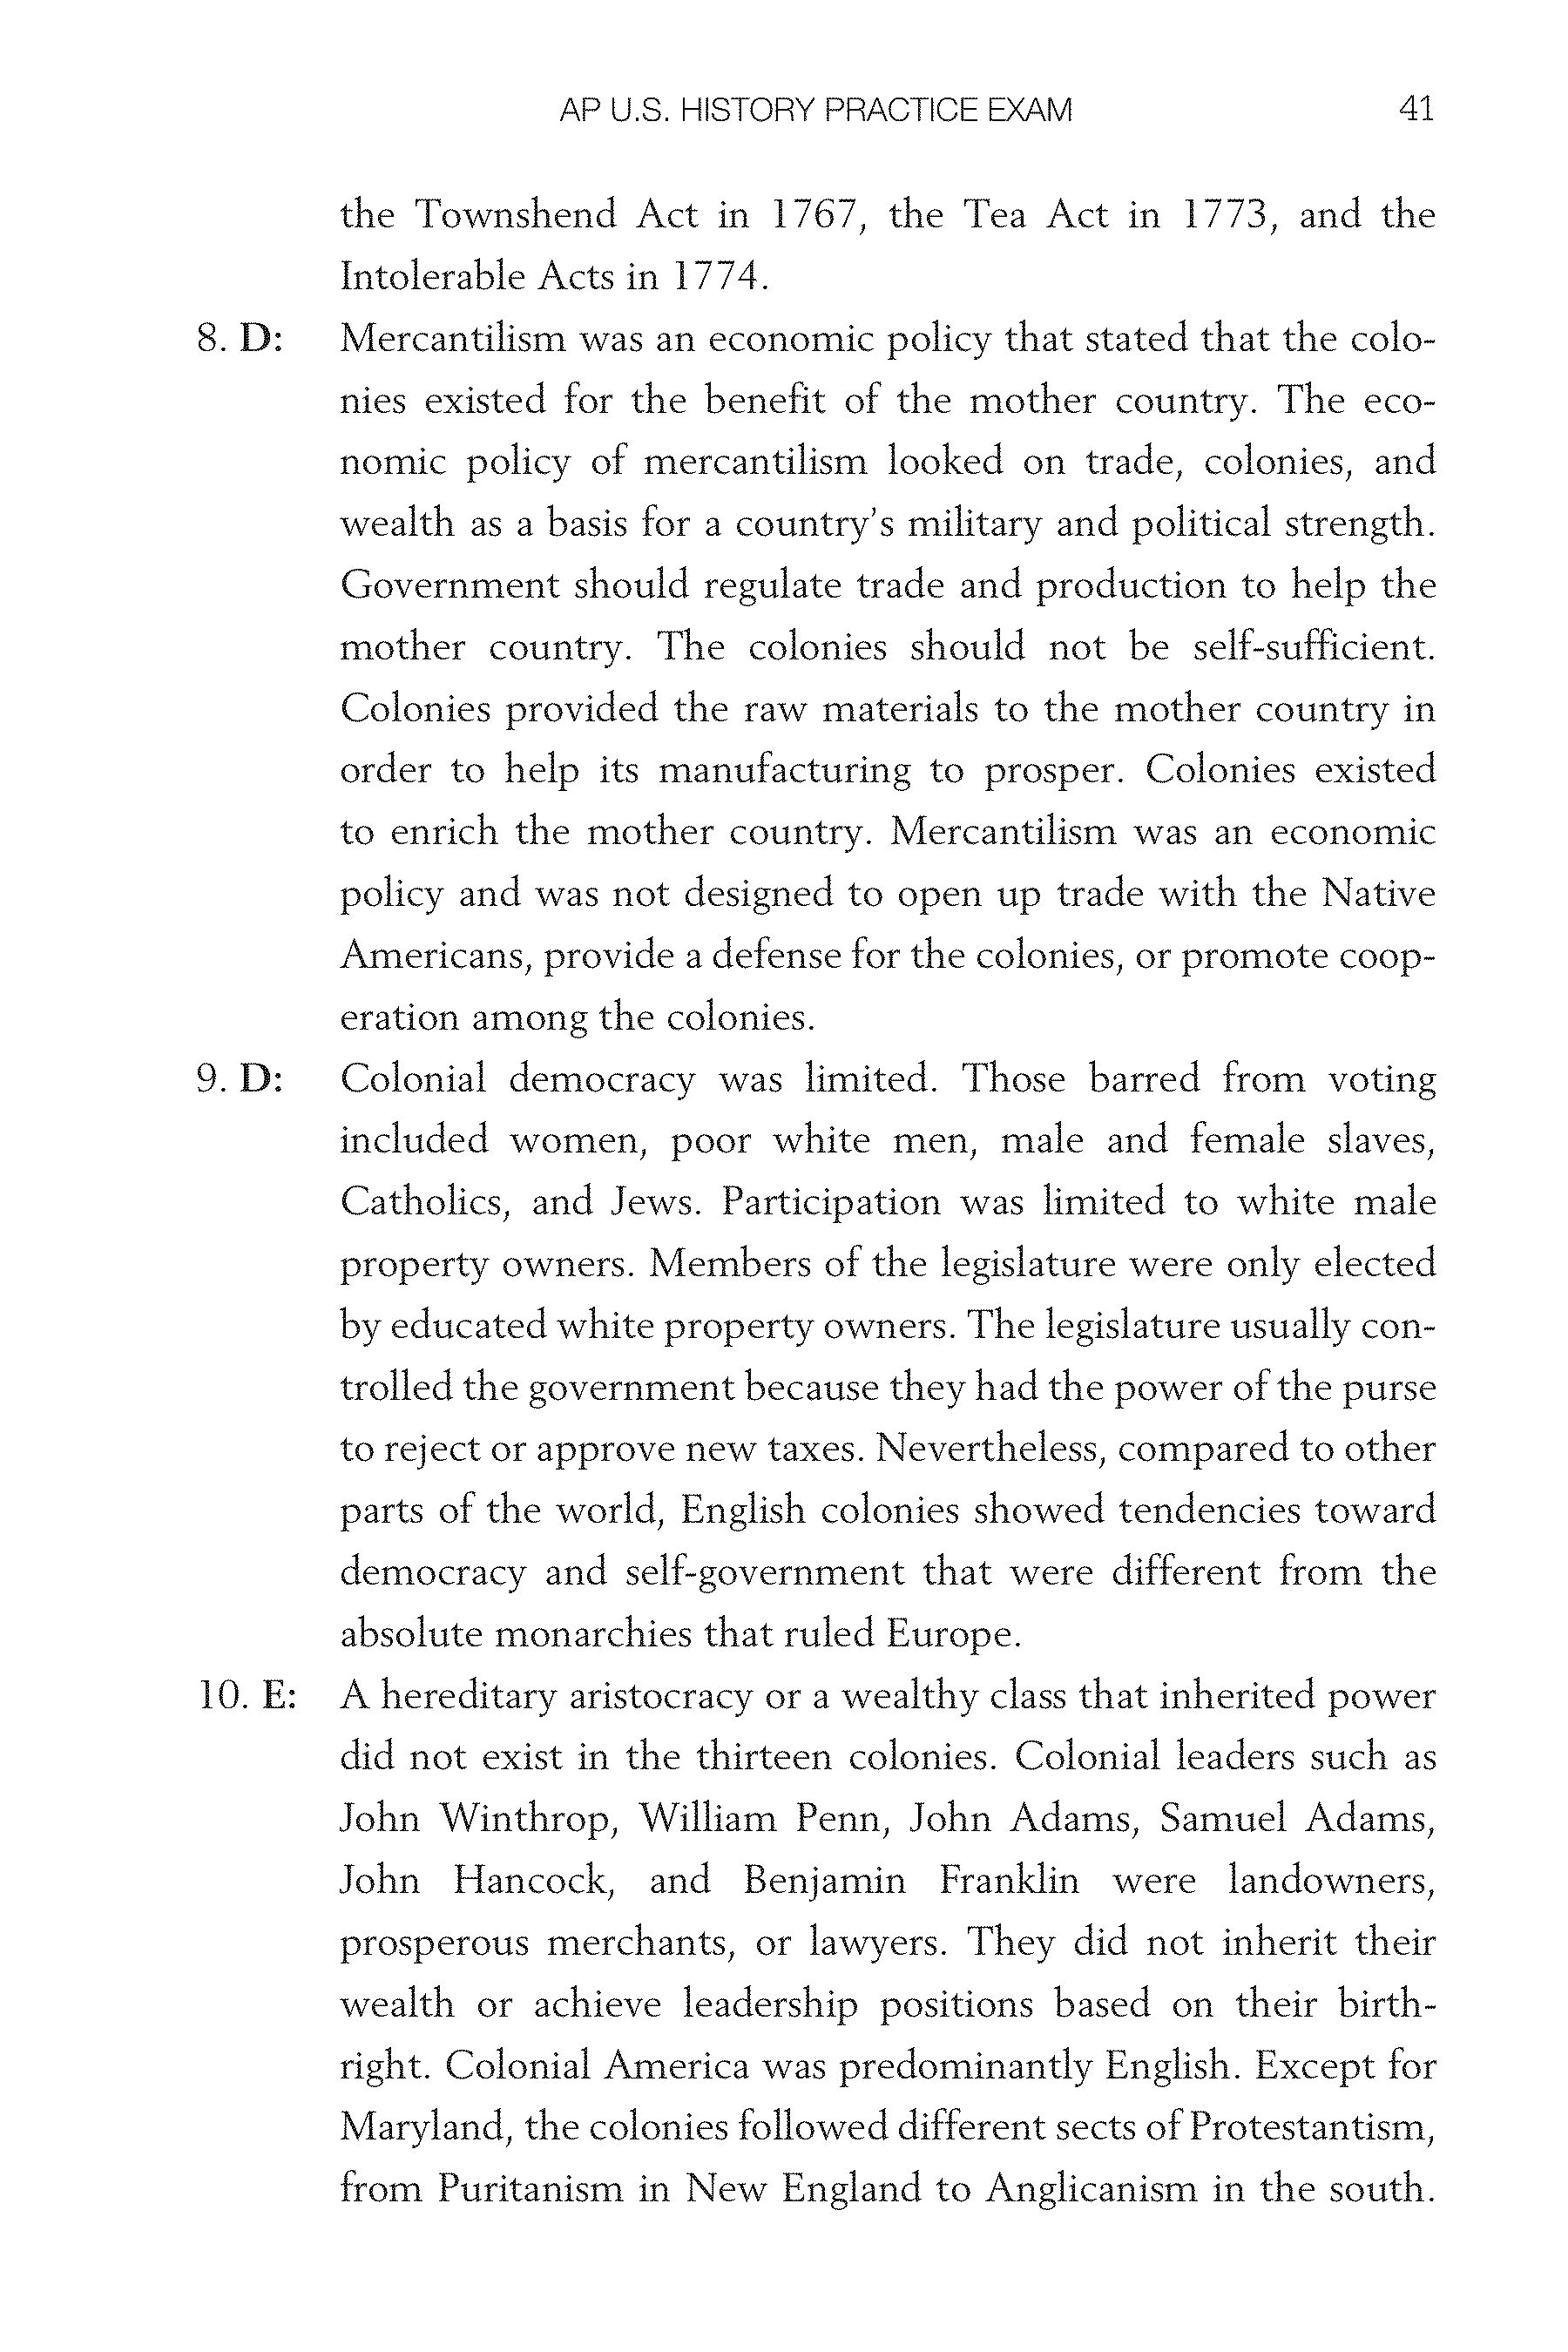 AP U.S. HISTORY PRACTICE EXAM 41
the Townshend Act in 1767, the Tea Act in 1773, and the
Intolerable Acts in 1774.
8. D: Mercantilism was an economic policy that stated that the colo-
nies existed for the benefit of the mother country. The eco-
nomic policy of mercantilism looked on trade, colonies, and
wealth as a basis for a country’s military and political strength.
Government should regulate trade and production to help the
mother country. The colonies should not be self-sufficient.
Colonies provided the raw materials to the mother country in
order to help its manufacturing to prosper. Colonies existed
to enrich the mother country. Mercantilism was an economic
policy and was not designed to open up trade with the Native
Americans, provide a defense for the colonies, or promote coop-
eration among the colonies.
9. D: Colonial democracy was limited. Those barred from voting
included women, poor white men, male and female slaves,
Catholics, and Jews. Participation was limited to white male
property owners. Members of the legislature were only elected
by educated white property owners. The legislature usually con-
trolled the government because they had the power of the purse
to reject or approve new taxes. Nevertheless, compared to other
parts of the world, English colonies showed tendencies toward
democracy and self-government that were different from the
absolute monarchies that ruled Europe.
10. E: A hereditary aristocracy or a wealthy class that inherited power
did not exist in the thirteen colonies. Colonial leaders such as
John Winthrop, William Penn, John Adams, Samuel Adams,
John Hancock, and Benjamin Franklin were landowners,
prosperous merchants, or lawyers. They did not inherit their
wealth or achieve leadership positions based on their birth-
right. Colonial America was predominantly English. Except for
Maryland, the colonies followed different sects of Protestantism,
from Puritanism in New England to Anglicanism in the south.